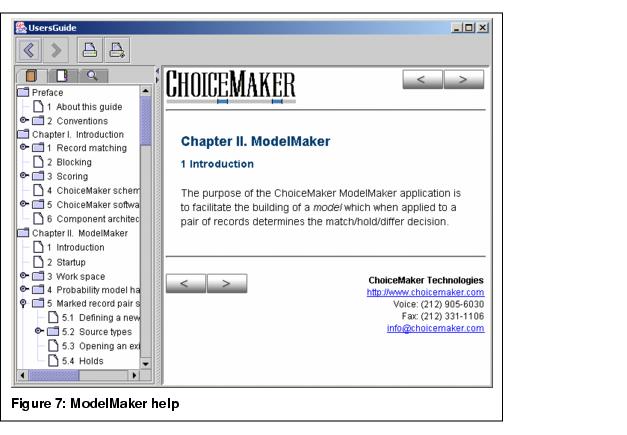 UsersGuide
Preface
1 About this guide
2 Conventions
Chapter I. Introduction
1 Record matching
2 Blocking
3 Scoring
4 ChoiceMaker schem
5 ChoiceMaker softwa
6 Component architec
Chapter II. ModelMaker
1 Introduction
2 Startup
3 Work space
4 Probability model ha
5 Marked record pair s
5.1 Defining a new
5.2 Source types
5.3 Opening an exi
5.4 Holds
CHOICEMAKER
< >
Chapter II. ModelMaker
1 Introduction
The purpose of the ChoiceMaker ModelMaker application is
to facilitate the building of a model which when applied to a
pair of records determines the match/hold/differ decision.
< >
ChoiceMaker Technologies
http://www.choicemaker.com
Voice: (212) 905-6030
Fax: (212) 331-1106
info@choicemaker.com
Figure 7: ModelMaker help